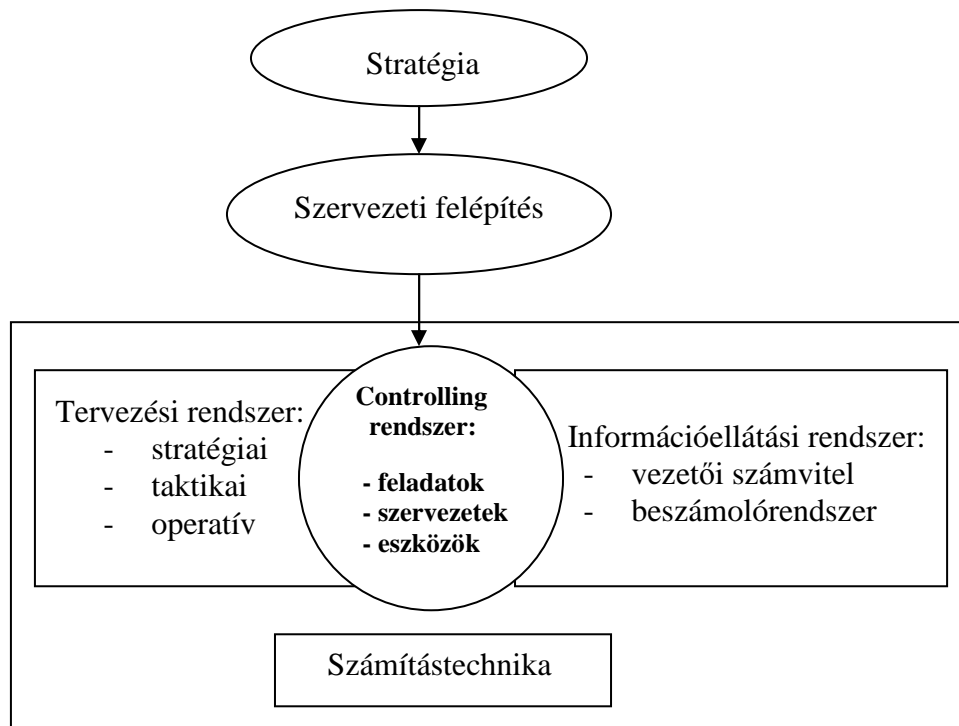 Stratégia
Szervezeti felépítés
Tervezési rendszer:
- stratégiai
- taktikai
- operatív
Controlling
rendszer:
- feladatok
- szervezetek
- eszközök
Információellátási rendszer:
- vezetői számvitel
- beszámolórendszer
Számítástechnika